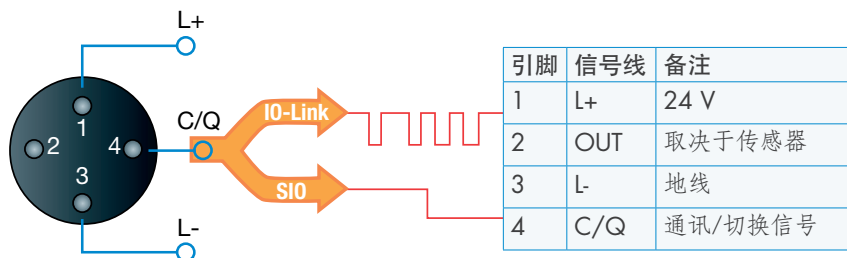 L+
1
2
4
3
L-
C/Q
IO-Link
SIO
引脚 信号线 备注
1 L+ 24 V
2 OUT 取决于传感器
3 L- 地线
4 C/Q 通讯/切换信号